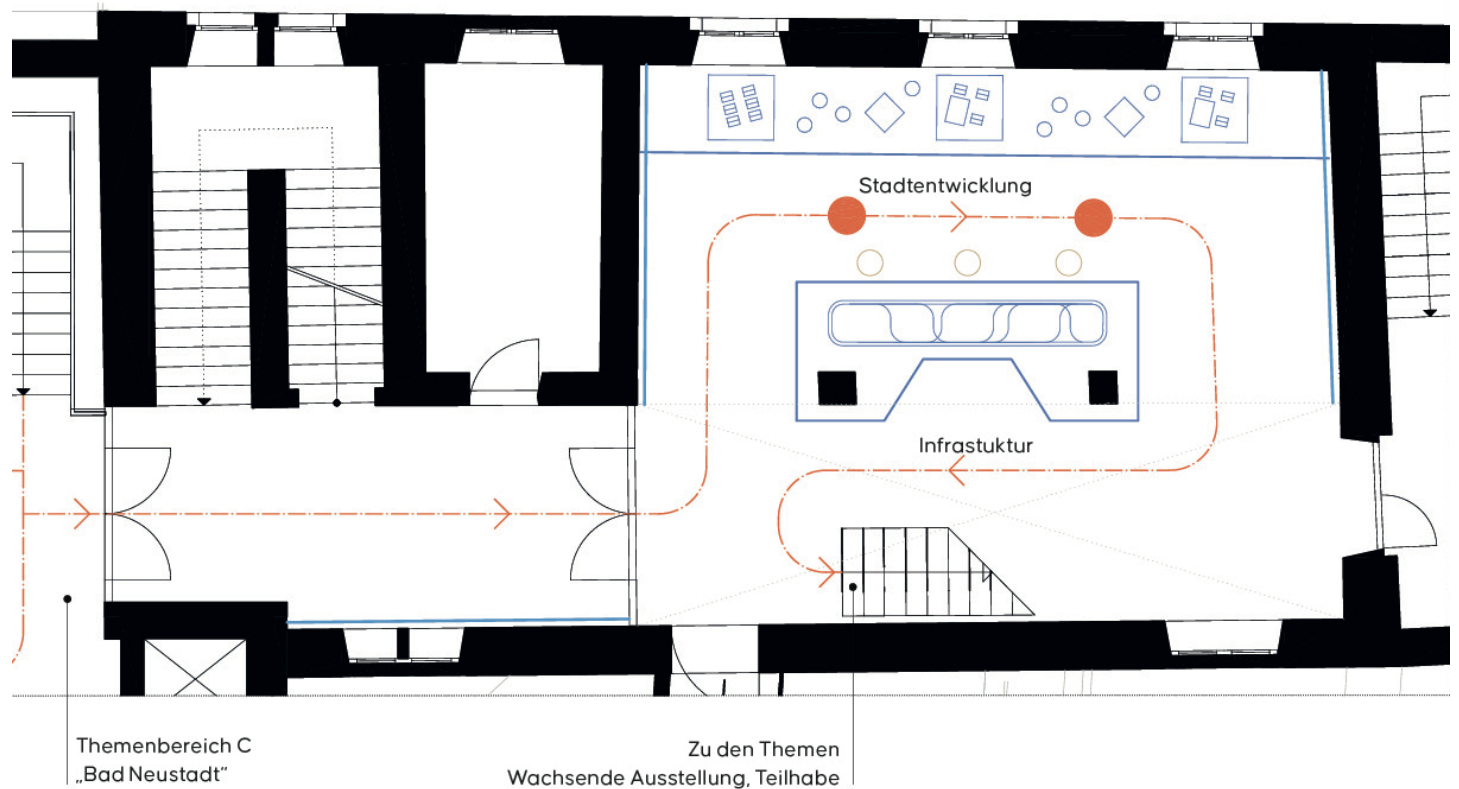 Stadtentwicklung
Infrastuktur
Themenbereich C
„Bad Neustadt“
Zu den Themen
Wachsende Ausstellung, Teilhabe